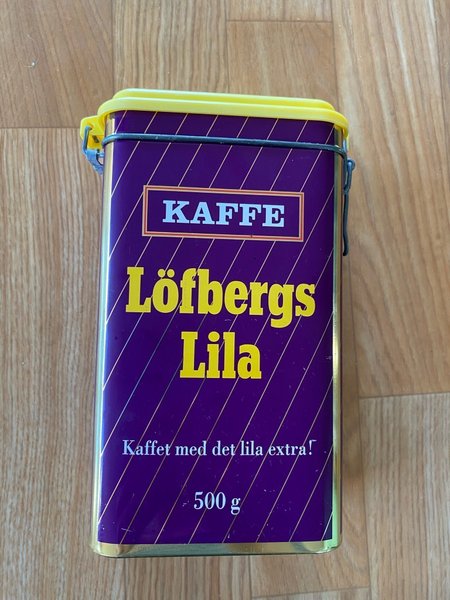 KAFFE
Löfbergs
Lila
Kaffet med det lila extra!
500 g